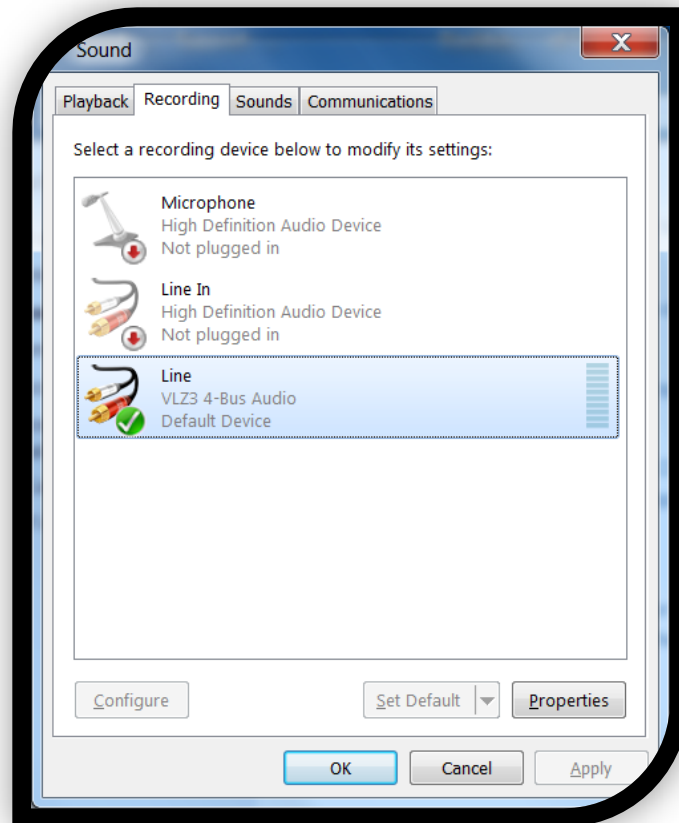 Sound
Playback Recording Sounds Communications
Select a recording device below to modify its settings:
Microphone
High Definition Audio Device
Not plugged in
Line In
High Definition Audio Device
Not plugged in
Line
VLZ3 4-Bus Audio
Default Device
Configure Set Default Properties
OK Cancel Apply